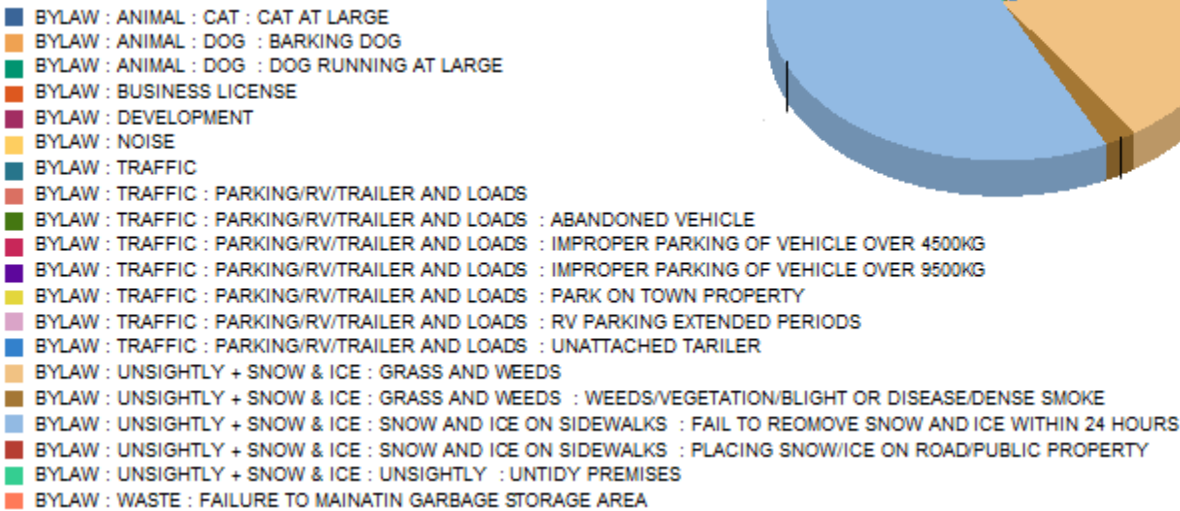 BYLAW : ANIMAL : CAT : CAT AT LARGE
BYLAW : ANIMAL : DOG : BARKING DOG
BYLAW : ANIMAL : DOG : DOG RUNNING AT LARGE
BYLAW : BUSINESS LICENSE
BYLAW : DEVELOPMENT
BYLAW : NOISE
BYLAW : TRAFFIC
BYLAW : TRAFFIC : PARKING/RV/TRAILER AND LOADS
BYLAW : TRAFFIC : PARKING/RV/TRAILER AND LOADS : ABANDONED VEHICLE
BYLAW : TRAFFIC : PARKING/RV/TRAILER AND LOADS : IMPROPER PARKING OF VEHICLE OVER 4500KG
BYLAW : TRAFFIC : PARKING/RV/TRAILER AND LOADS : IMPROPER PARKING OF VEHICLE OVER 9500KG
BYLAW : TRAFFIC : PARKING/RV/TRAILER AND LOADS : PARK ON TOWN PROPERTY
BYLAW : TRAFFIC : PARKING/RV/TRAILER AND LOADS : RV PARKING EXTENDED PERIODS
BYLAW : TRAFFIC : PARKING/RV/TRAILER AND LOADS : UNATTACHED TARILER
BYLAW : UNSIGHTLY + SNOW & ICE : GRASS AND WEEDS
BYLAW : UNSIGHTLY + SNOW & ICE : GRASS AND WEEDS : WEEDS/VEGETATION/BLIGHT OR DISEASE/DENSE SMOKE
BYLAW : UNSIGHTLY + SNOW & ICE : SNOW AND ICE ON SIDEWALKS : FAIL TO REOMOVE SNOW AND ICE WITHIN 24 HOURS
BYLAW : UNSIGHTLY + SNOW & ICE : SNOW AND ICE ON SIDEWALKS : PLACING SNOW/ICE ON ROAD/PUBLIC PROPERTY
BYLAW : UNSIGHTLY + SNOW & ICE : UNSIGHTLY : UNTIDY PREMISES
BYLAW : WASTE : FAILURE TO MAINATIN GARBAGE STORAGE AREA